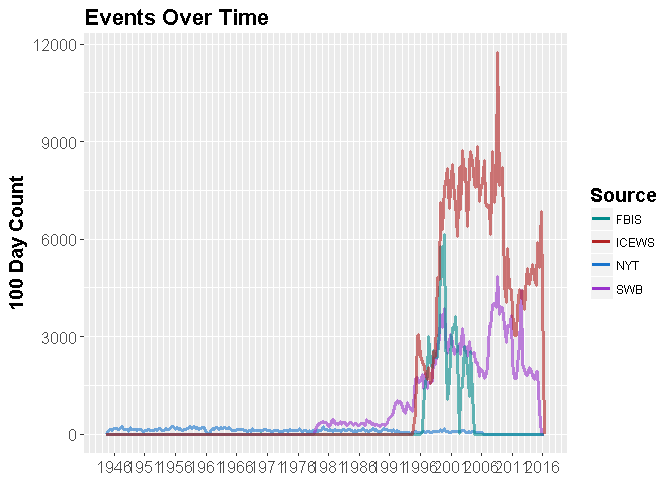 Events Over Time
12000
9000
6000
3000
0
100 Day Count
1946 1951 1956 1961 1966 1971 1976 1981 1986 1991 1996 2001 2006 2011 2016
Source
FBIS
ICEWS
NYT
SWB